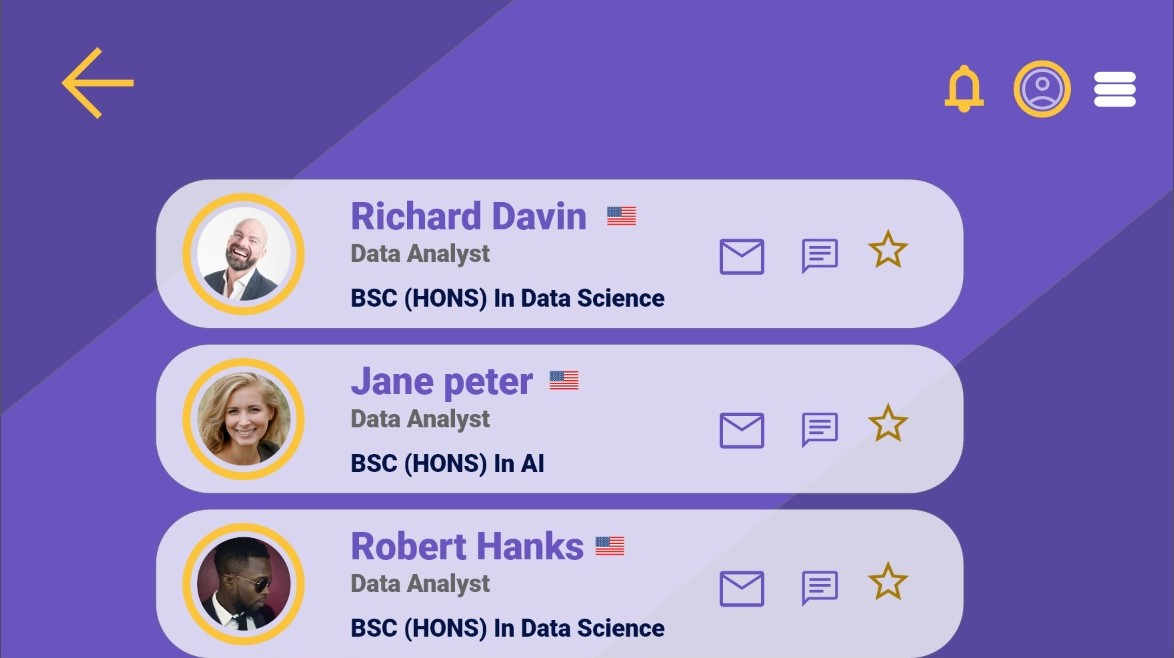 Richard Davin
Data Analyst
BSC (HONS) In Data Science
Jane peter
Data Analyst
BSC (HONS) In AI
Robert Hanks
Data Analyst
BSC (HONS) In Data Science